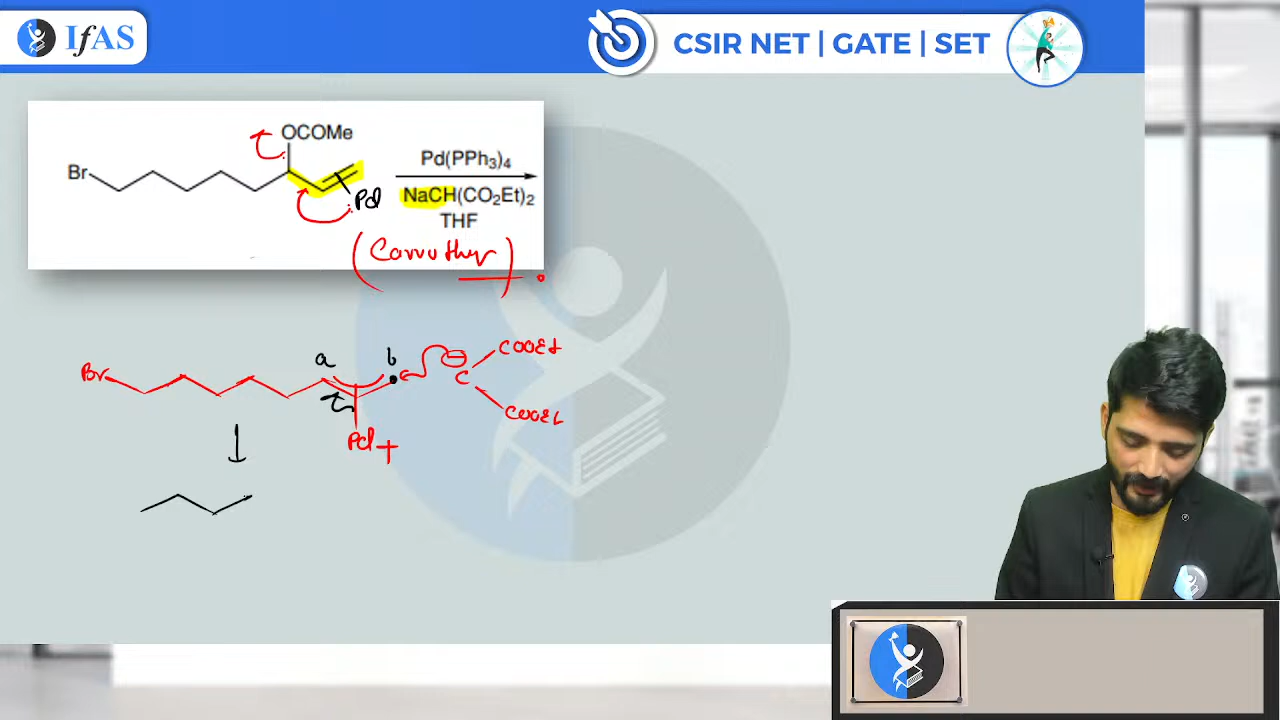 IfAS
CSIR NET | GATE | SET
OCOMe
Br
Pd
Pd(PPh3)4
NaCH(CO2Et)2
THF
(Carruther)
a
b
Br
⊖
C
COOEt
COOEt
Pd+